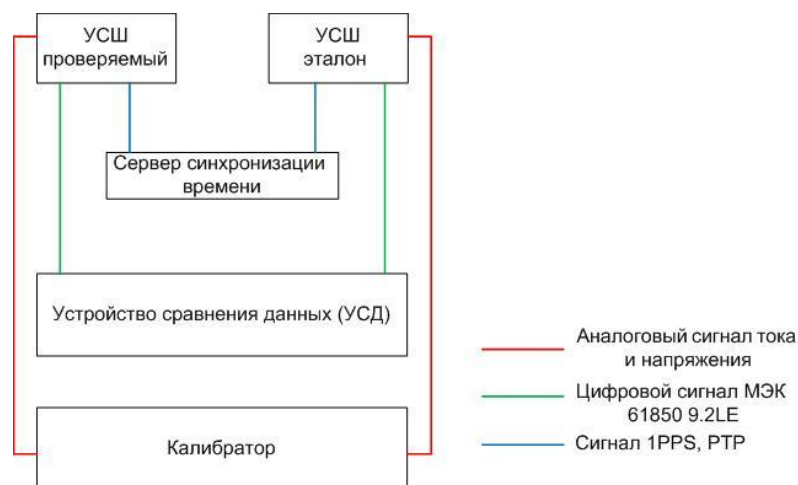 УСШ
проверяемый
УСШ
эталон
Сервер синхронизации
времени
Устройство сравнения данных (УСД)
Калибратор
Аналоговый сигнал тока
и напряжения
Цифровой сигнал МЭК
61850 9.2LE
Сигнал 1PPS, PTP